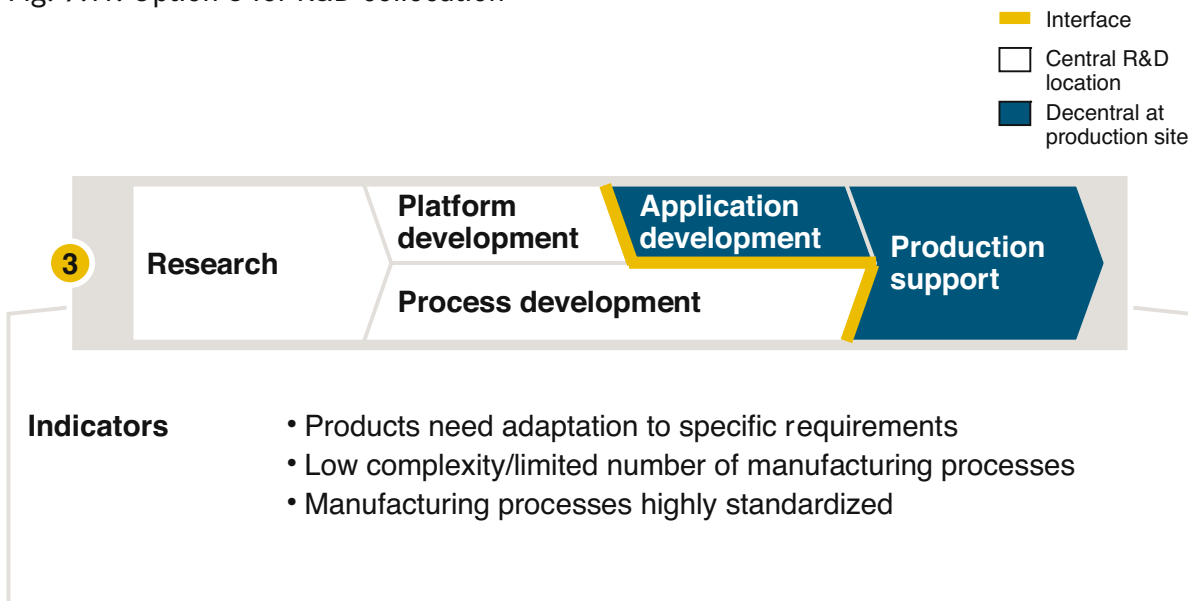 Interface
Central R&D
location
Decentral at
production site
3
Research
Platform
development
Application
development
Process development
Production
support
Indicators
• Products need adaptation to specific requirements
• Low complexity/limited number of manufacturing processes
• Manufacturing processes highly standardized